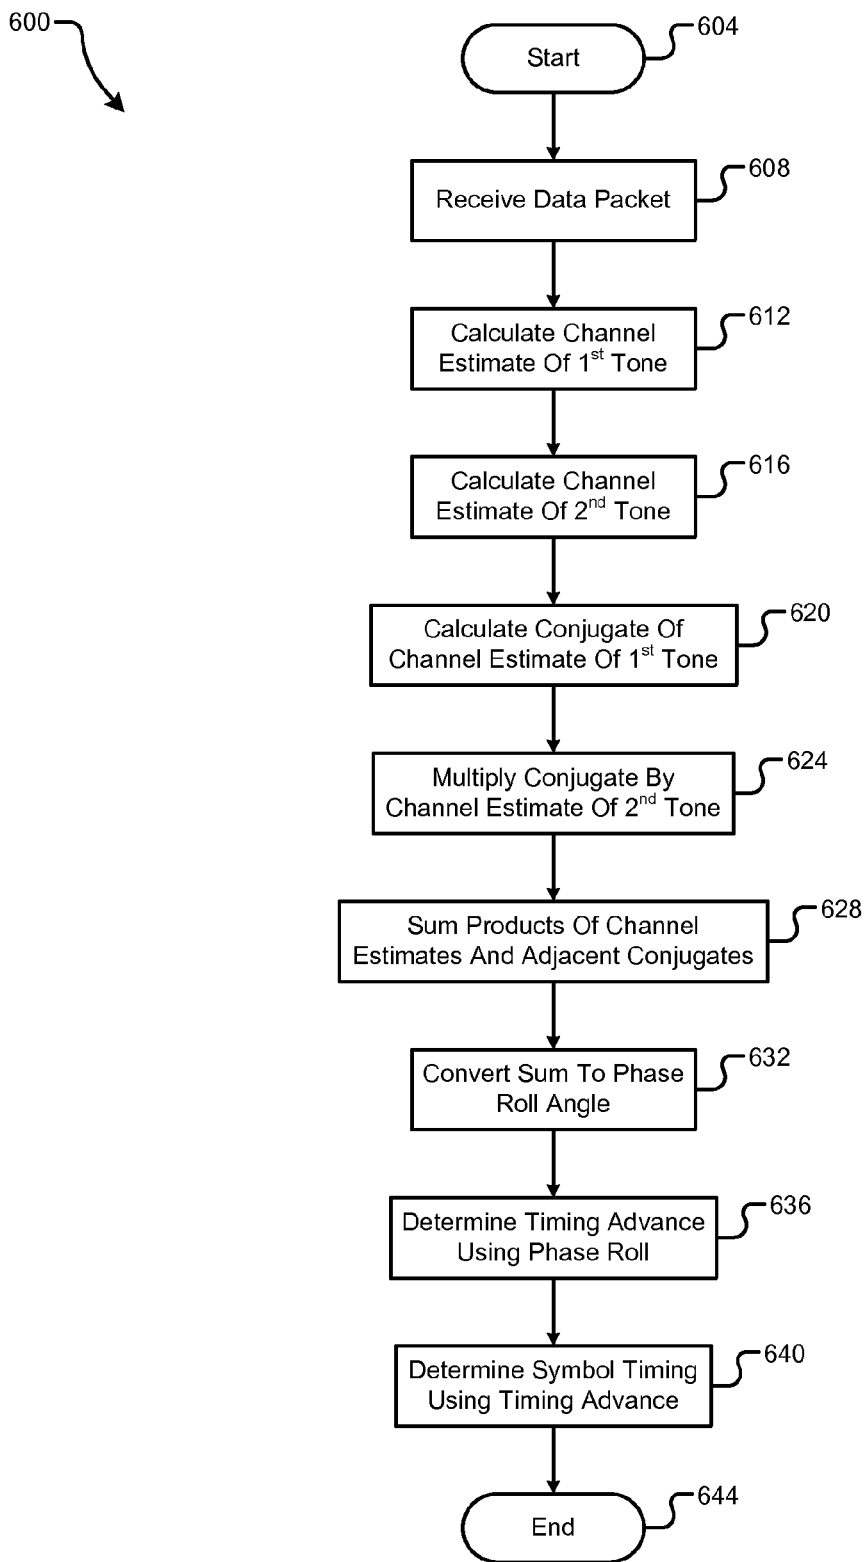 600
Start
604
Receive Data Packet
608
Calculate Channel
Estimate Of 1st Tone
612
Calculate Channel
Estimate Of 2nd Tone
616
Calculate Conjugate Of
Channel Estimate Of 1st Tone
620
Multiply Conjugate By
Channel Estimate Of 2nd Tone
624
Sum Products Of Channel
Estimates And Adjacent Conjugates
628
Convert Sum To Phase
Roll Angle
632
Determine Timing Advance
Using Phase Roll
636
Determine Symbol Timing
Using Timing Advance
640
End
644